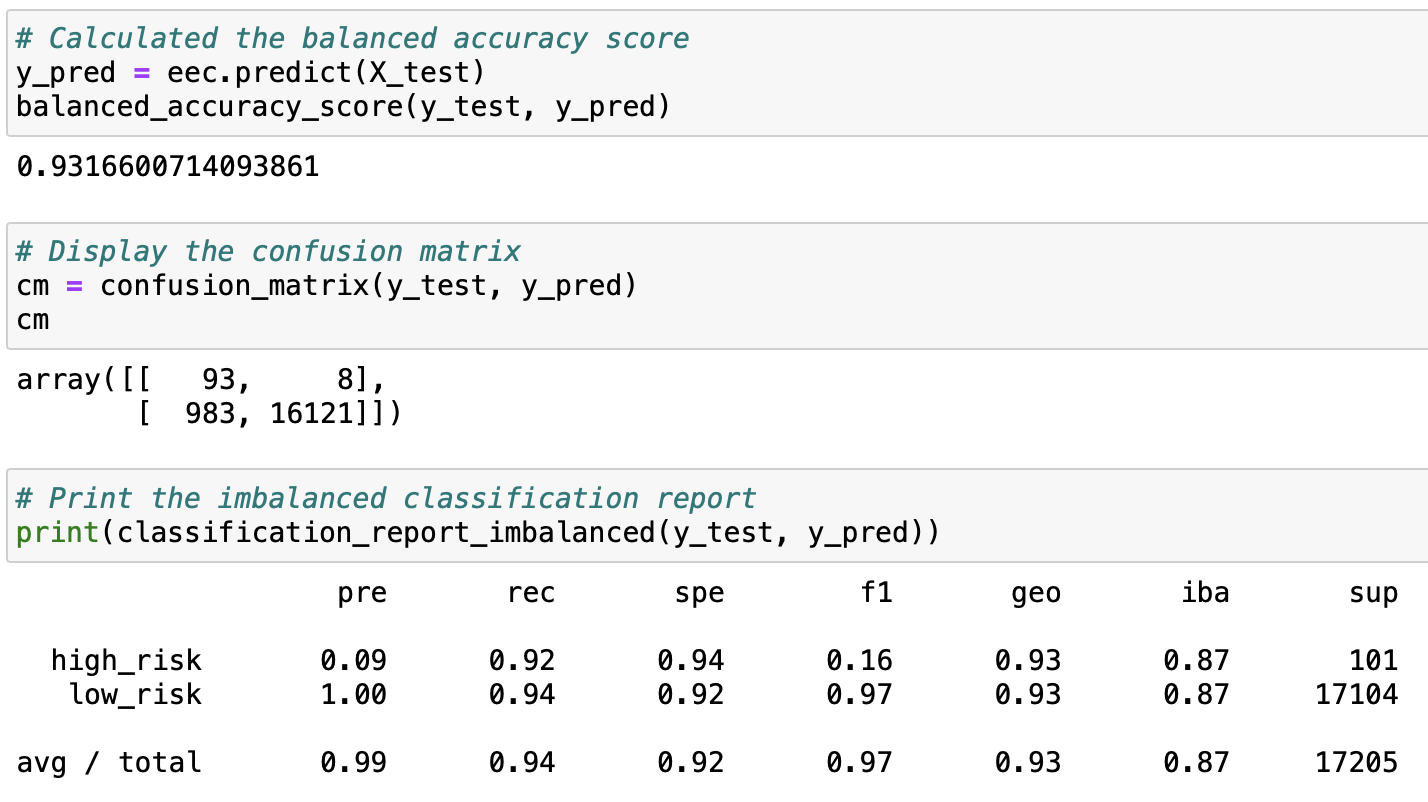 # Calculated the balanced accuracy score
y_pred = eec.predict(X_test)
balanced_accuracy_score(y_test, y_pred)
0.9316600714093861
# Display the confusion matrix
cm = confusion_matrix(y_test, y_pred)
cm
array([[   93,     8],
       [  983, 16121]])
# Print the imbalanced classification report
print(classification_report_imbalanced(y_test, y_pred))
                   pre       rec       spe        f1       geo       iba       sup
  high_risk       0.09      0.92      0.94      0.16      0.93      0.87       101
   low_risk       1.00      0.94      0.92      0.97      0.93      0.87     17104
avg / total       0.99      0.94      0.92      0.97      0.93      0.87     17205